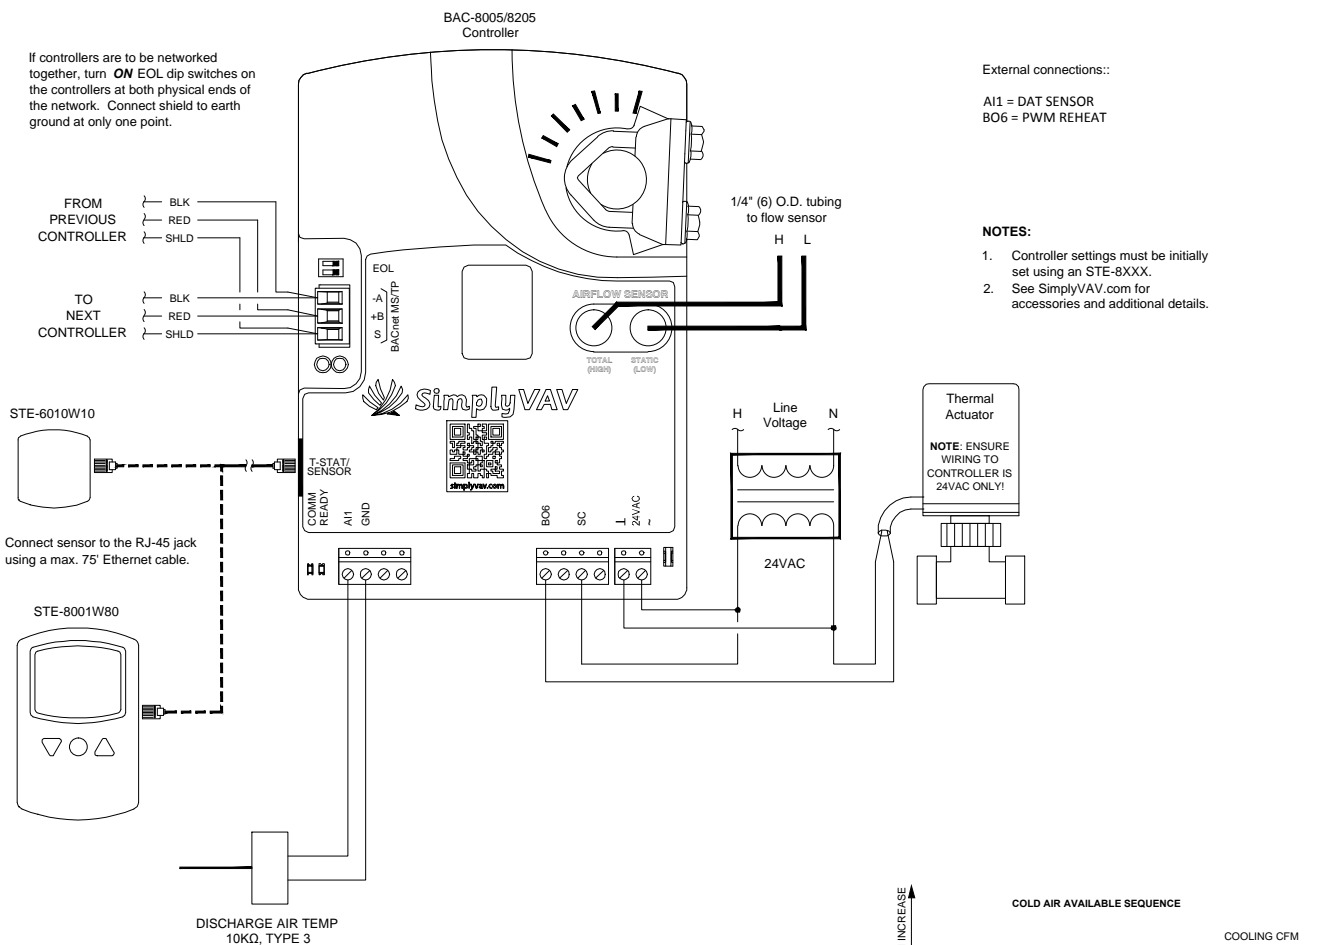 BAC-8005/8205
Controller
If controllers are to be networked
together, turn ON EOL dip switches on
the controllers at both physical ends of
the network. Connect shield to earth
ground at only one point.
External connections::
AI1 = DAT SENSOR
BO6 = PWM REHEAT
FROM
PREVIOUS
CONTROLLER
BLK
RED
SHLD
1/4" (6) O.D. tubing
to flow sensor
H L
NOTES:
1. Controller settings must be initially
set using an STE-8XXX.
2. See SimplyVAV.com for
accessories and additional details.
TO
NEXT
CONTROLLER
BLK
RED
SHLD
EOL
-A
+B
S
BACnet MS/TP
AIRFLOW SENSOR
TOTAL
(HIGH)
STATIC
(LOW)
SimplyVAV
simplyvav.com
STE-6010W10
T-STAT/
SENSOR
COMM
READY
AI1
GND
BO6
SC
⊥
24VAC
~
H
Line
Voltage
N
24VAC
Thermal
Actuator
NOTE: ENSURE
WIRING TO
CONTROLLER IS
24VAC ONLY!
Connect sensor to the RJ-45 jack
using a max. 75' Ethernet cable.
STE-8001W80
DISCHARGE AIR TEMP
10KΩ, TYPE 3
INCREASE
COLD AIR AVAILABLE SEQUENCE
COOLING CFM